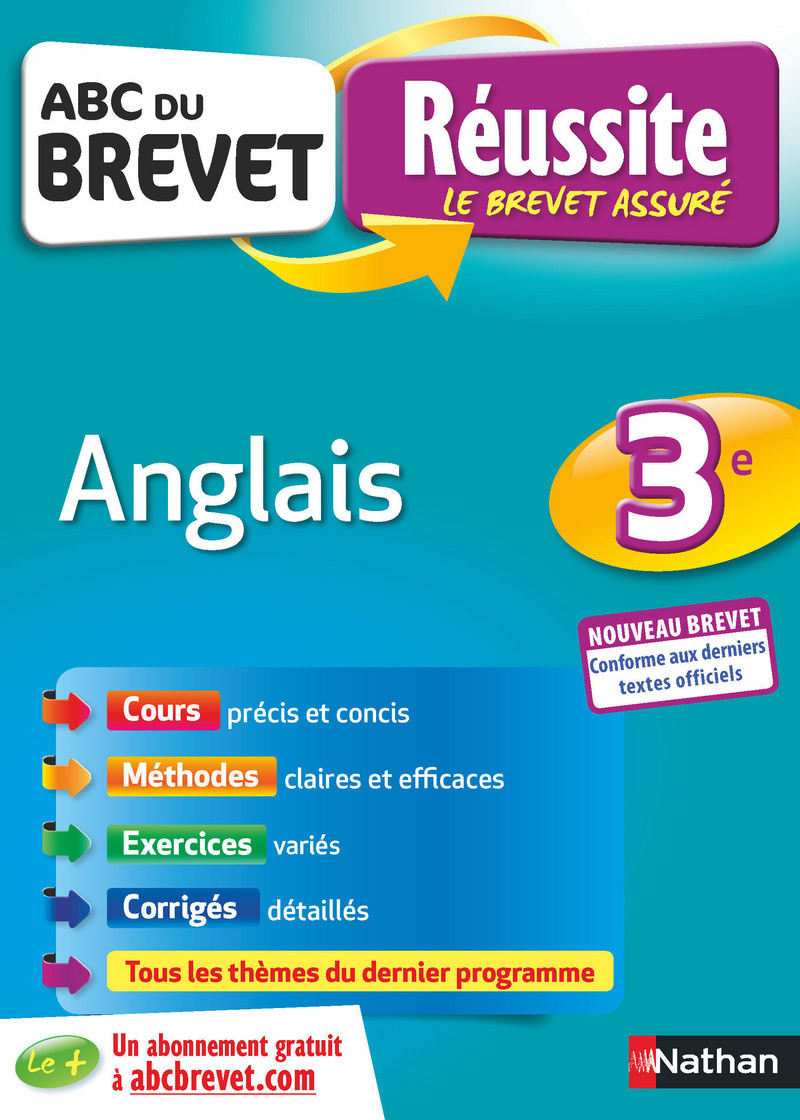 ABC DU
BREVET
Réussite
LE BREVET ASSURÉ
Anglais
3e
NOUVEAU BREVET
Conforme aux derniers
textes officiels
Cours précis et concis
Méthodes claires et efficaces
Exercices variés
Corrigés détaillés
Tous les thèmes du dernier programme
Le +
Un abonnement gratuit
à abcbrevet.com
Nathan